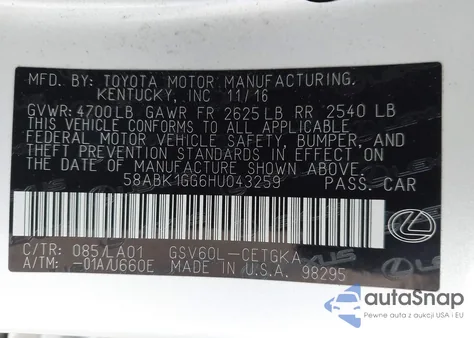 MFD. BY: TOYOTA MOTOR MANUFACTURING.
KENTUCKY, INC 11/16
GVWR: 4700LB GAWR FR 2625LB RR 2540 LB
THIS VEHICLE CONFORMS TO ALL APPLICABLE
FEDERAL MOTOR VEHICLE SAFETY, BUMPER, AND
THEFT PREVENTION STANDARDS IN EFFECT ON THE
DATE OF MANUFACTURE SHOWN ABOVE.
58ABK1GG6HU043259 PASS. CAR
C/TR: 085/LA01 GSV60L-CETGKA
A/TM: -01A/U660E MADE IN U.S.A. 98295
autoSnap
Pewne auta z aukcji USA i EU